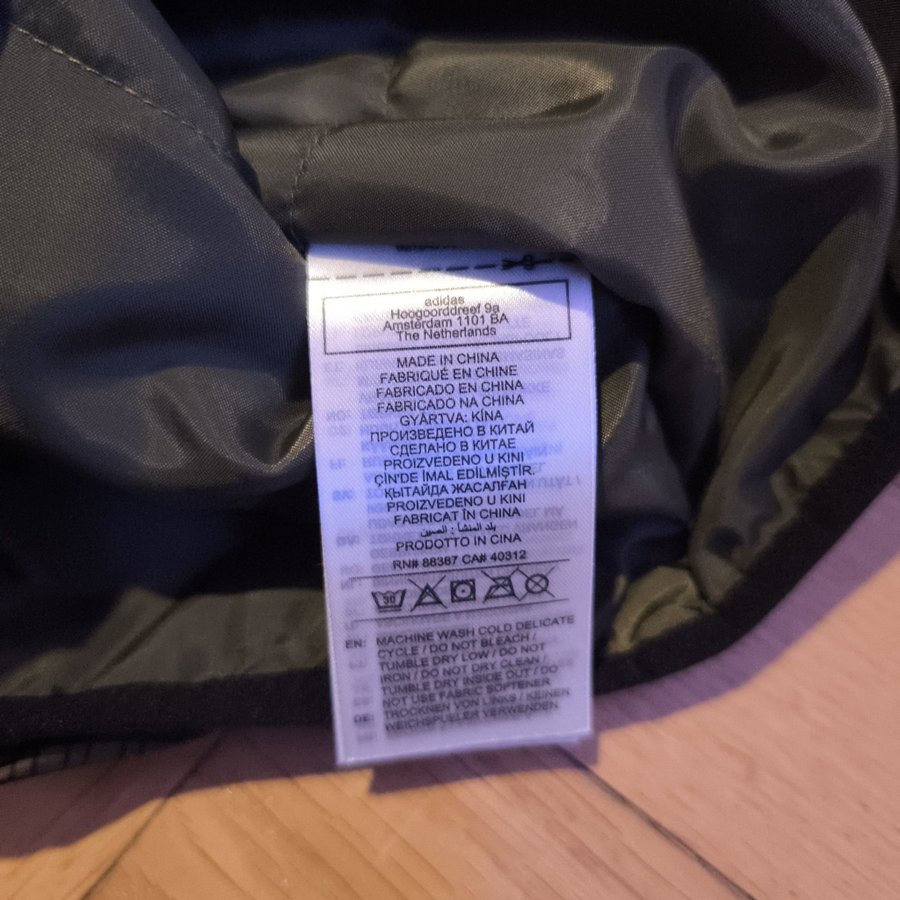 adidas
Hoogoorddreef 9a
Amsterdam 1101 BA
The Netherlands
MADE IN CHINA
FABRIQUÉ EN CHINE
FABRICADO EN CHINA
FABRICADO NA CHINA
GYÁRTVA: KÍNA
ПРОИЗВЕДЕНО В КИТАЙ
СДЕЛАНО В КИТАЕ
PROIZVEDENO U KINI
ÇİN'DE İMAL EDİLMİŞTİR.
ҚЫТАЙДА ЖАСАЛҒАН
PROIZVEDENO U KINI
FABRICAT ÎN CHINA
بلد المنشأ : الصين
PRODOTTO IN CINA
RN# 88387 CA# 40312
30
EN: MACHINE WASH COLD DELICATE
CYCLE / DO NOT BLEACH /
TUMBLE DRY LOW / DO NOT
IRON / DO NOT DRY CLEAN /
TUMBLE DRY INSIDE OUT / DO
NOT USE FABRIC SOFTENER
DE: TROCKNEN VON LINKS / KEINEN
WEICHSPÜLER VERWENDEN